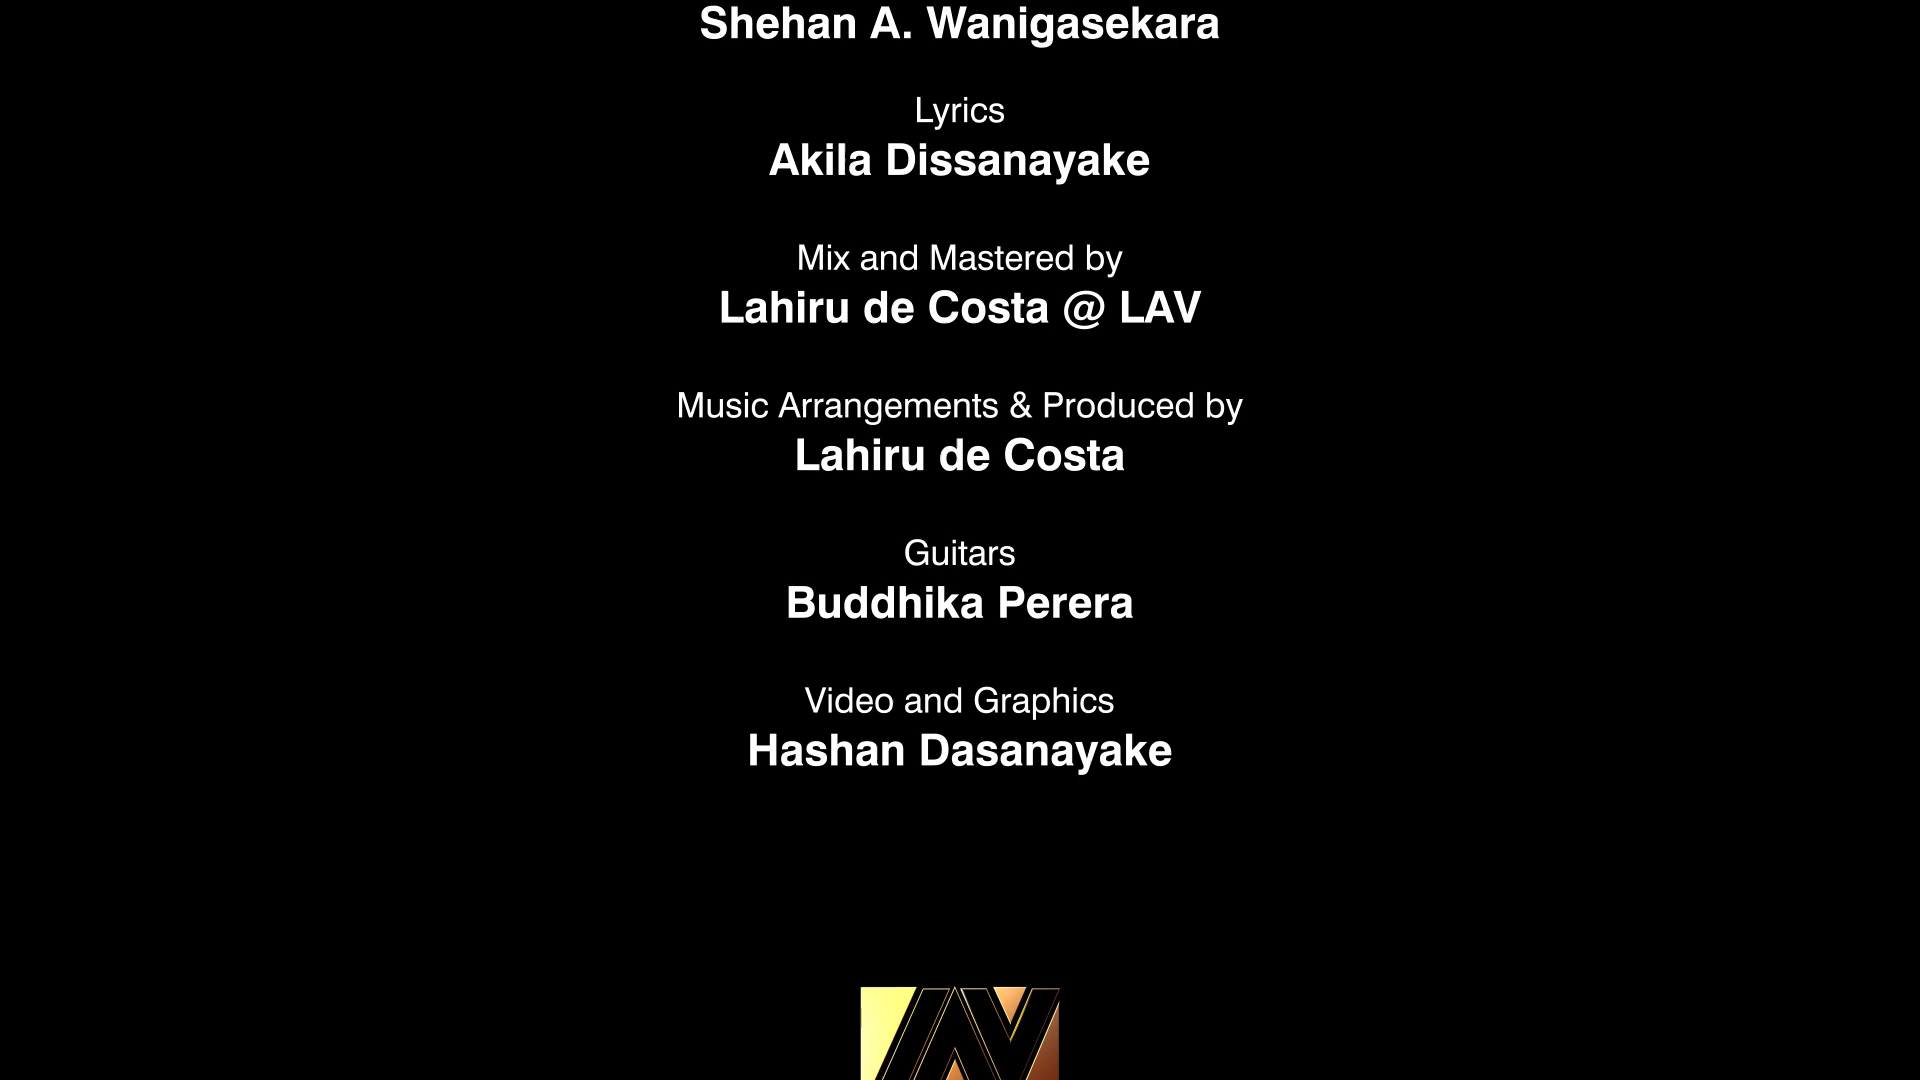 Shehan A. Wanigasekara
Lyrics
Akila Dissanayake
Mix and Mastered by
Lahiru de Costa @ LAV
Music Arrangements & Produced by
Lahiru de Costa
Guitars
Buddhika Perera
Video and Graphics
Hashan Dasanayake